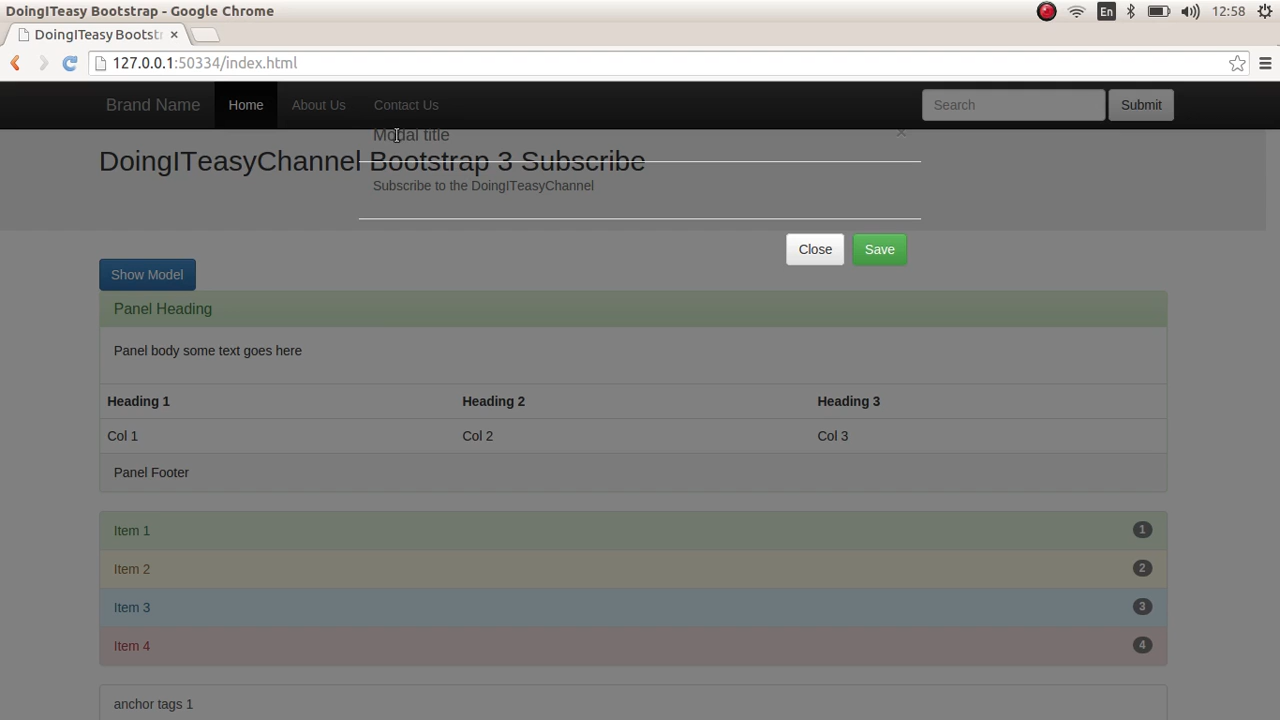 DoingITeasy Bootstrap - Google Chrome
En
12:58
DoingITeasy Bootstr
127.0.0.1:50334/index.html
Brand Name
Home
About Us
Contact Us
Search
Submit
Modal title
×
DoingITeasyChannel Bootstrap 3 Subscribe
Subscribe to the DoingITeasyChannel
Close
Save
Show Model
Panel Heading
Panel body some text goes here
Heading 1 Heading 2 Heading 3
Col 1 Col 2 Col 3
Panel Footer
Item 1 1
Item 2 2
Item 3 3
Item 4 4
anchor tags 1